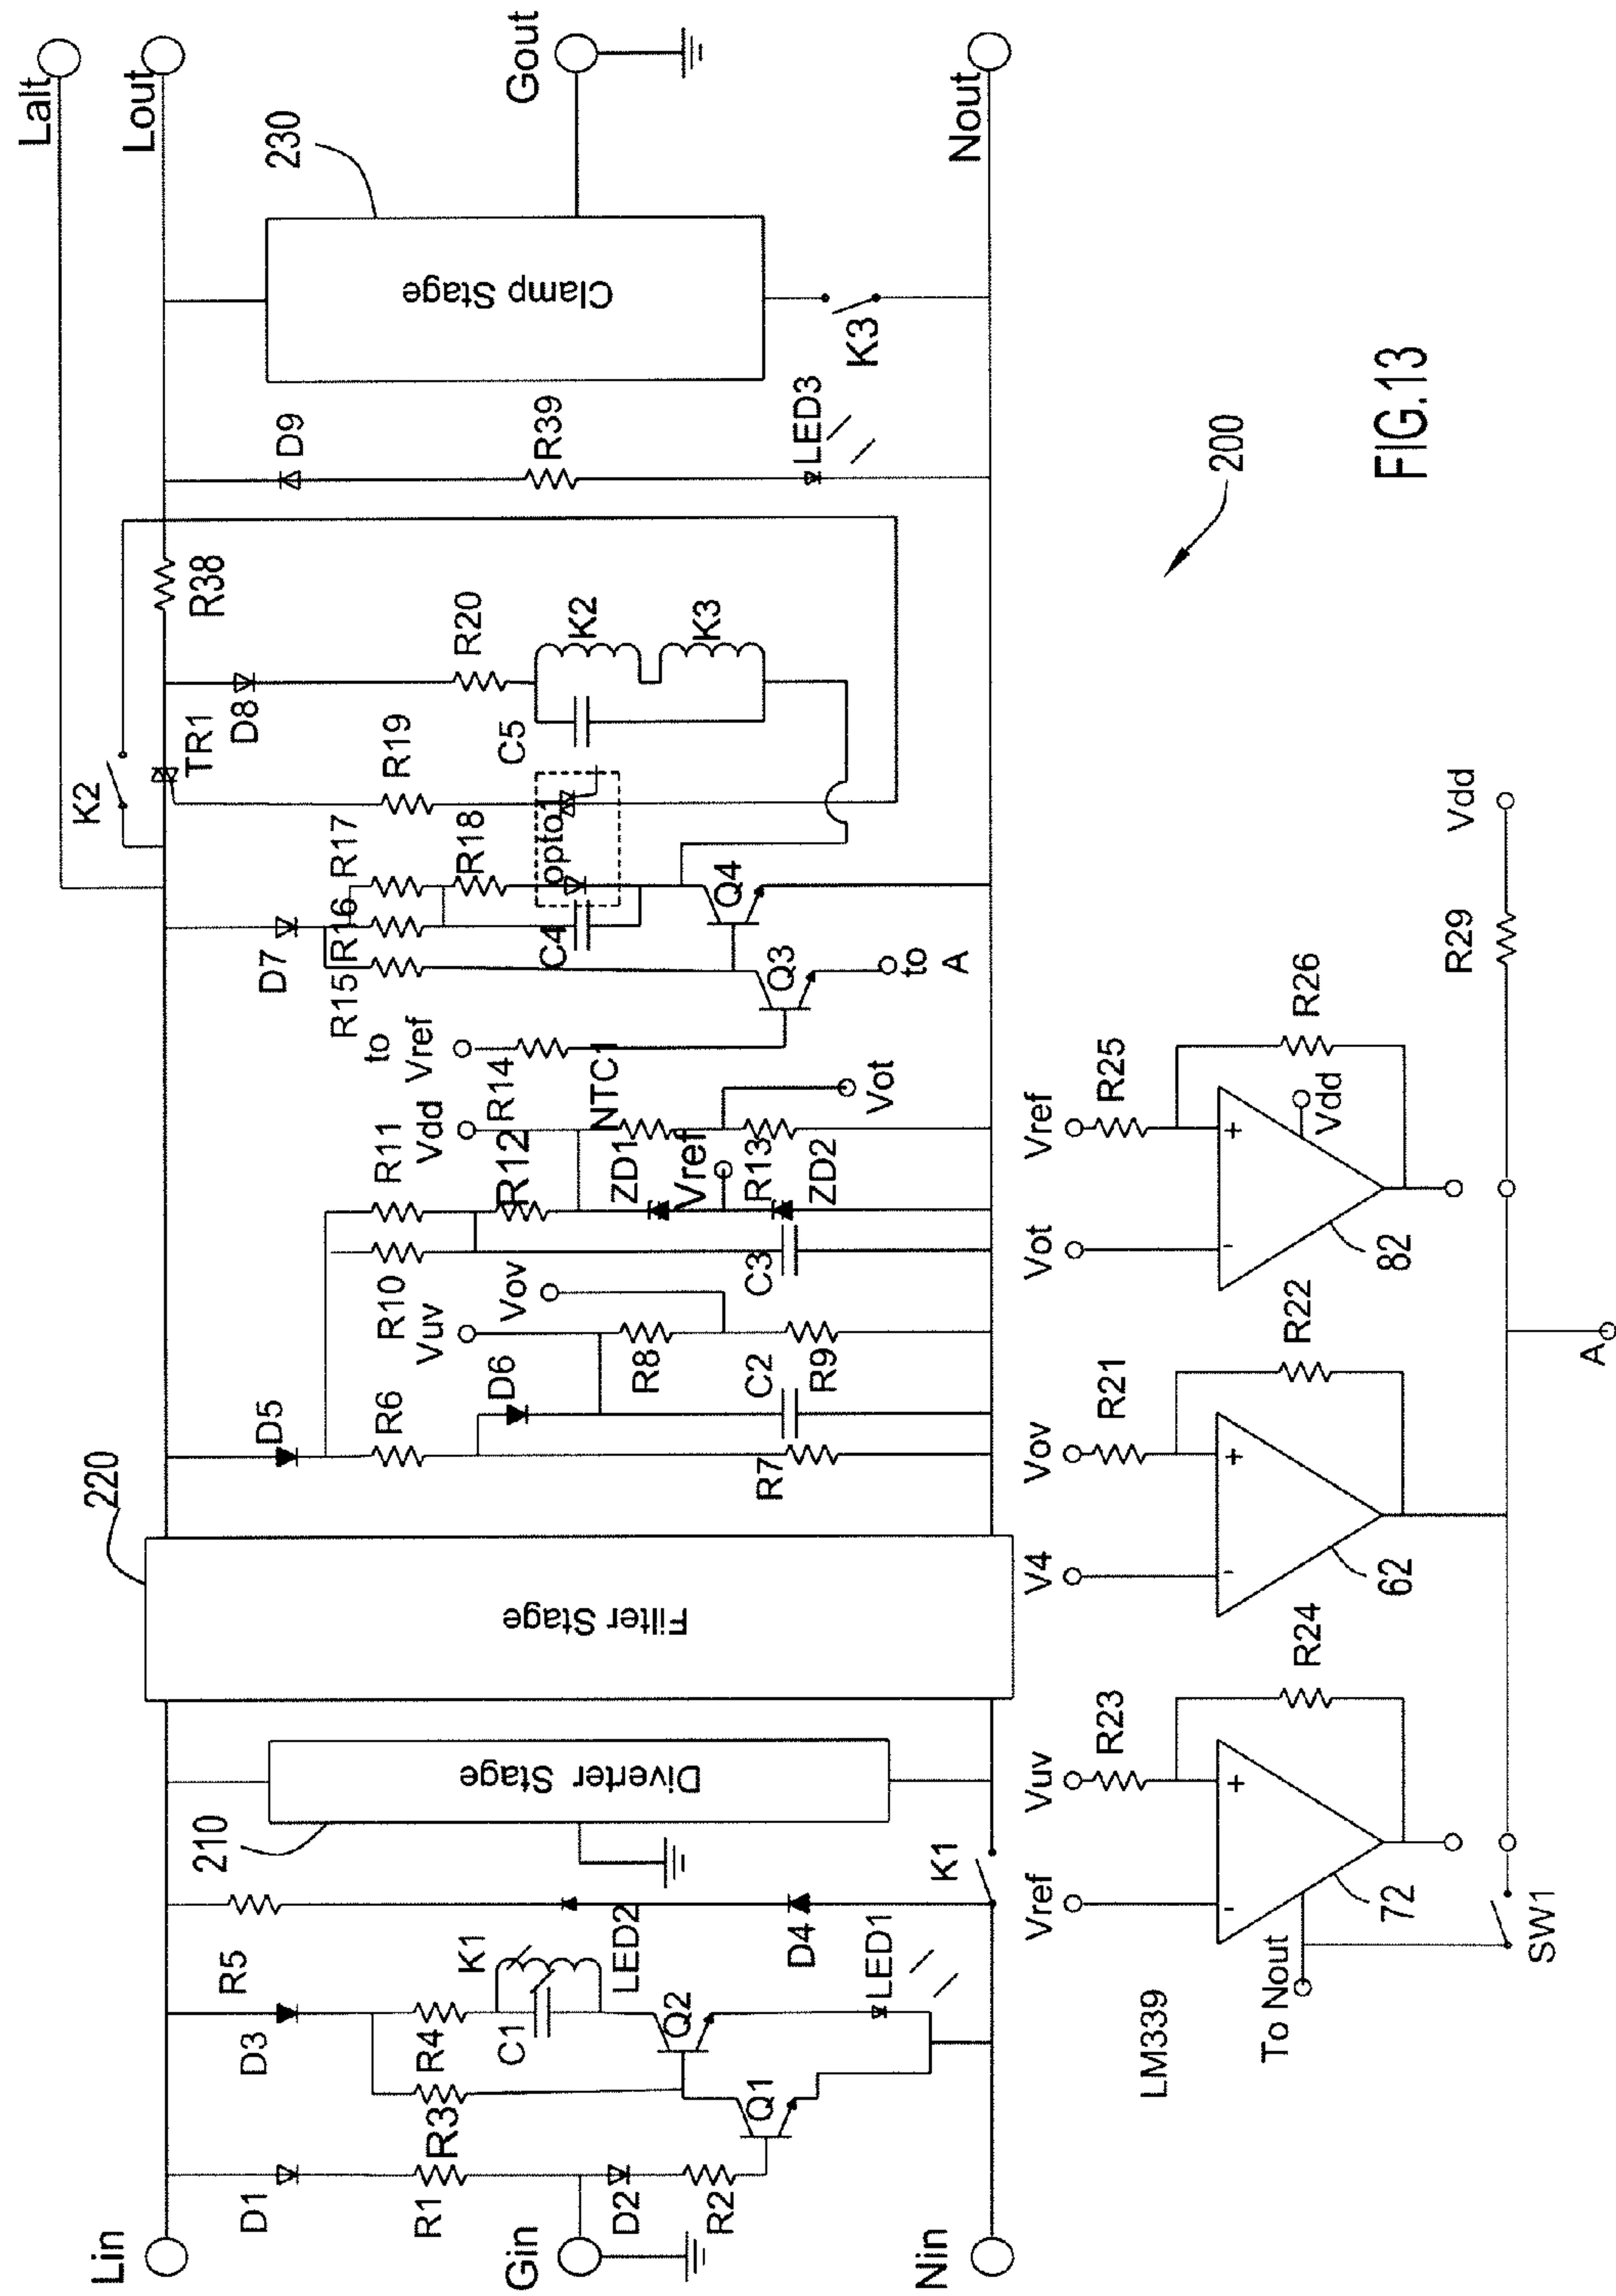 Lalt
Lout
Gout
Nout
230
Clamp Stage
K3
D9
R39
LED3
R38
R20
K2
K3
D8
C5
TR1
K2
R19
opto1
R18
R17
R16
C4
Q4
D7
R15
Q3
to
A
to
Vref
R14
Vdd
NTC1
Vot
R11
R12
ZD1
Vref
R13
ZD2
R10
C3
Vuv
Vov
D6
R8
C2
R9
D5
R6
R7
220
Filter Stage
210
Diverter Stage
K1
R5
K1
LED2
D4
LED1
D3
R4
C1
Q2
R3
Q1
D1
R1
D2
R2
Lin
Gin
Nin
Vref
Vuv
R23
R24
72
To Nout
LM339
SW1
V4
Vov
R21
R22
62
A
Vot
Vref
R25
R26
Vdd
82
R29
Vdd
200
FIG.13